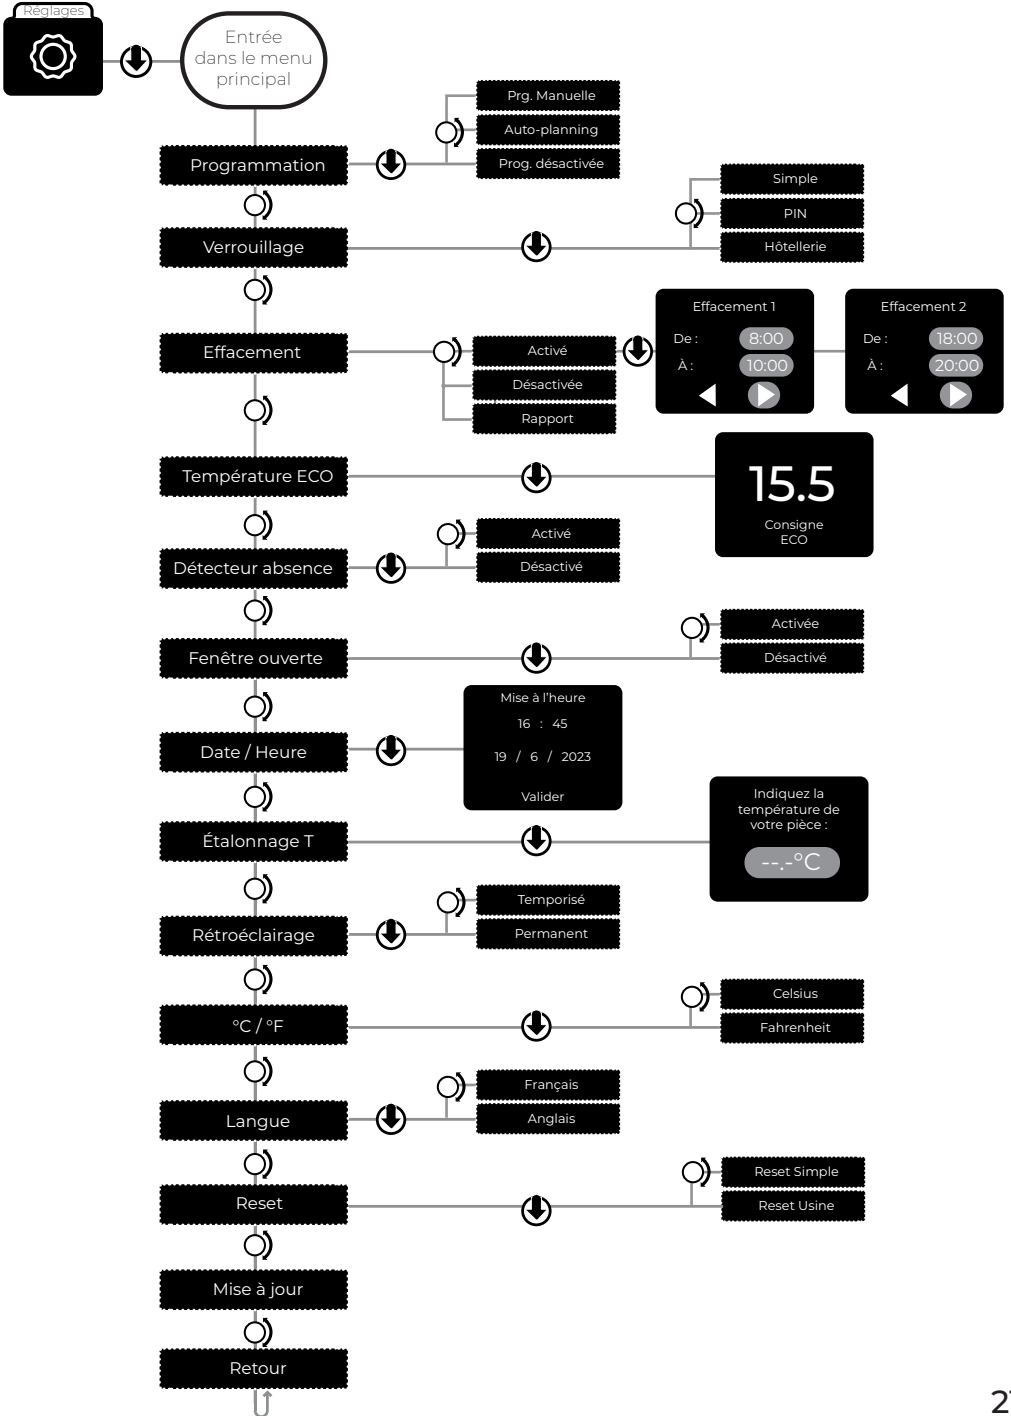 Réglages
Entrée
dans le menu
principal
Prg. Manuelle
Auto-planning
Prog. désactivée
Programmation
Simple
PIN
Hôtellerie
Verrouillage
Effacement 1
De : 8:00
À : 10:00
Effacement 2
De : 18:00
À : 20:00
Effacement
Activé
Désactivée
Rapport
Température ECO
15.5
Consigne
ECO
Détecteur absence
Activé
Désactivé
Fenêtre ouverte
Activée
Désactivé
Date / Heure
Mise à l'heure
16 : 45
19 / 6 / 2023
Valider
Étalonnage T
Indiquez la
température de
votre pièce :
--.-°C
Rétroéclairage
Temporisé
Permanent
°C / °F
Celsius
Fahrenheit
Langue
Français
Anglais
Reset
Reset Simple
Reset Usine
Mise à jour
Retour